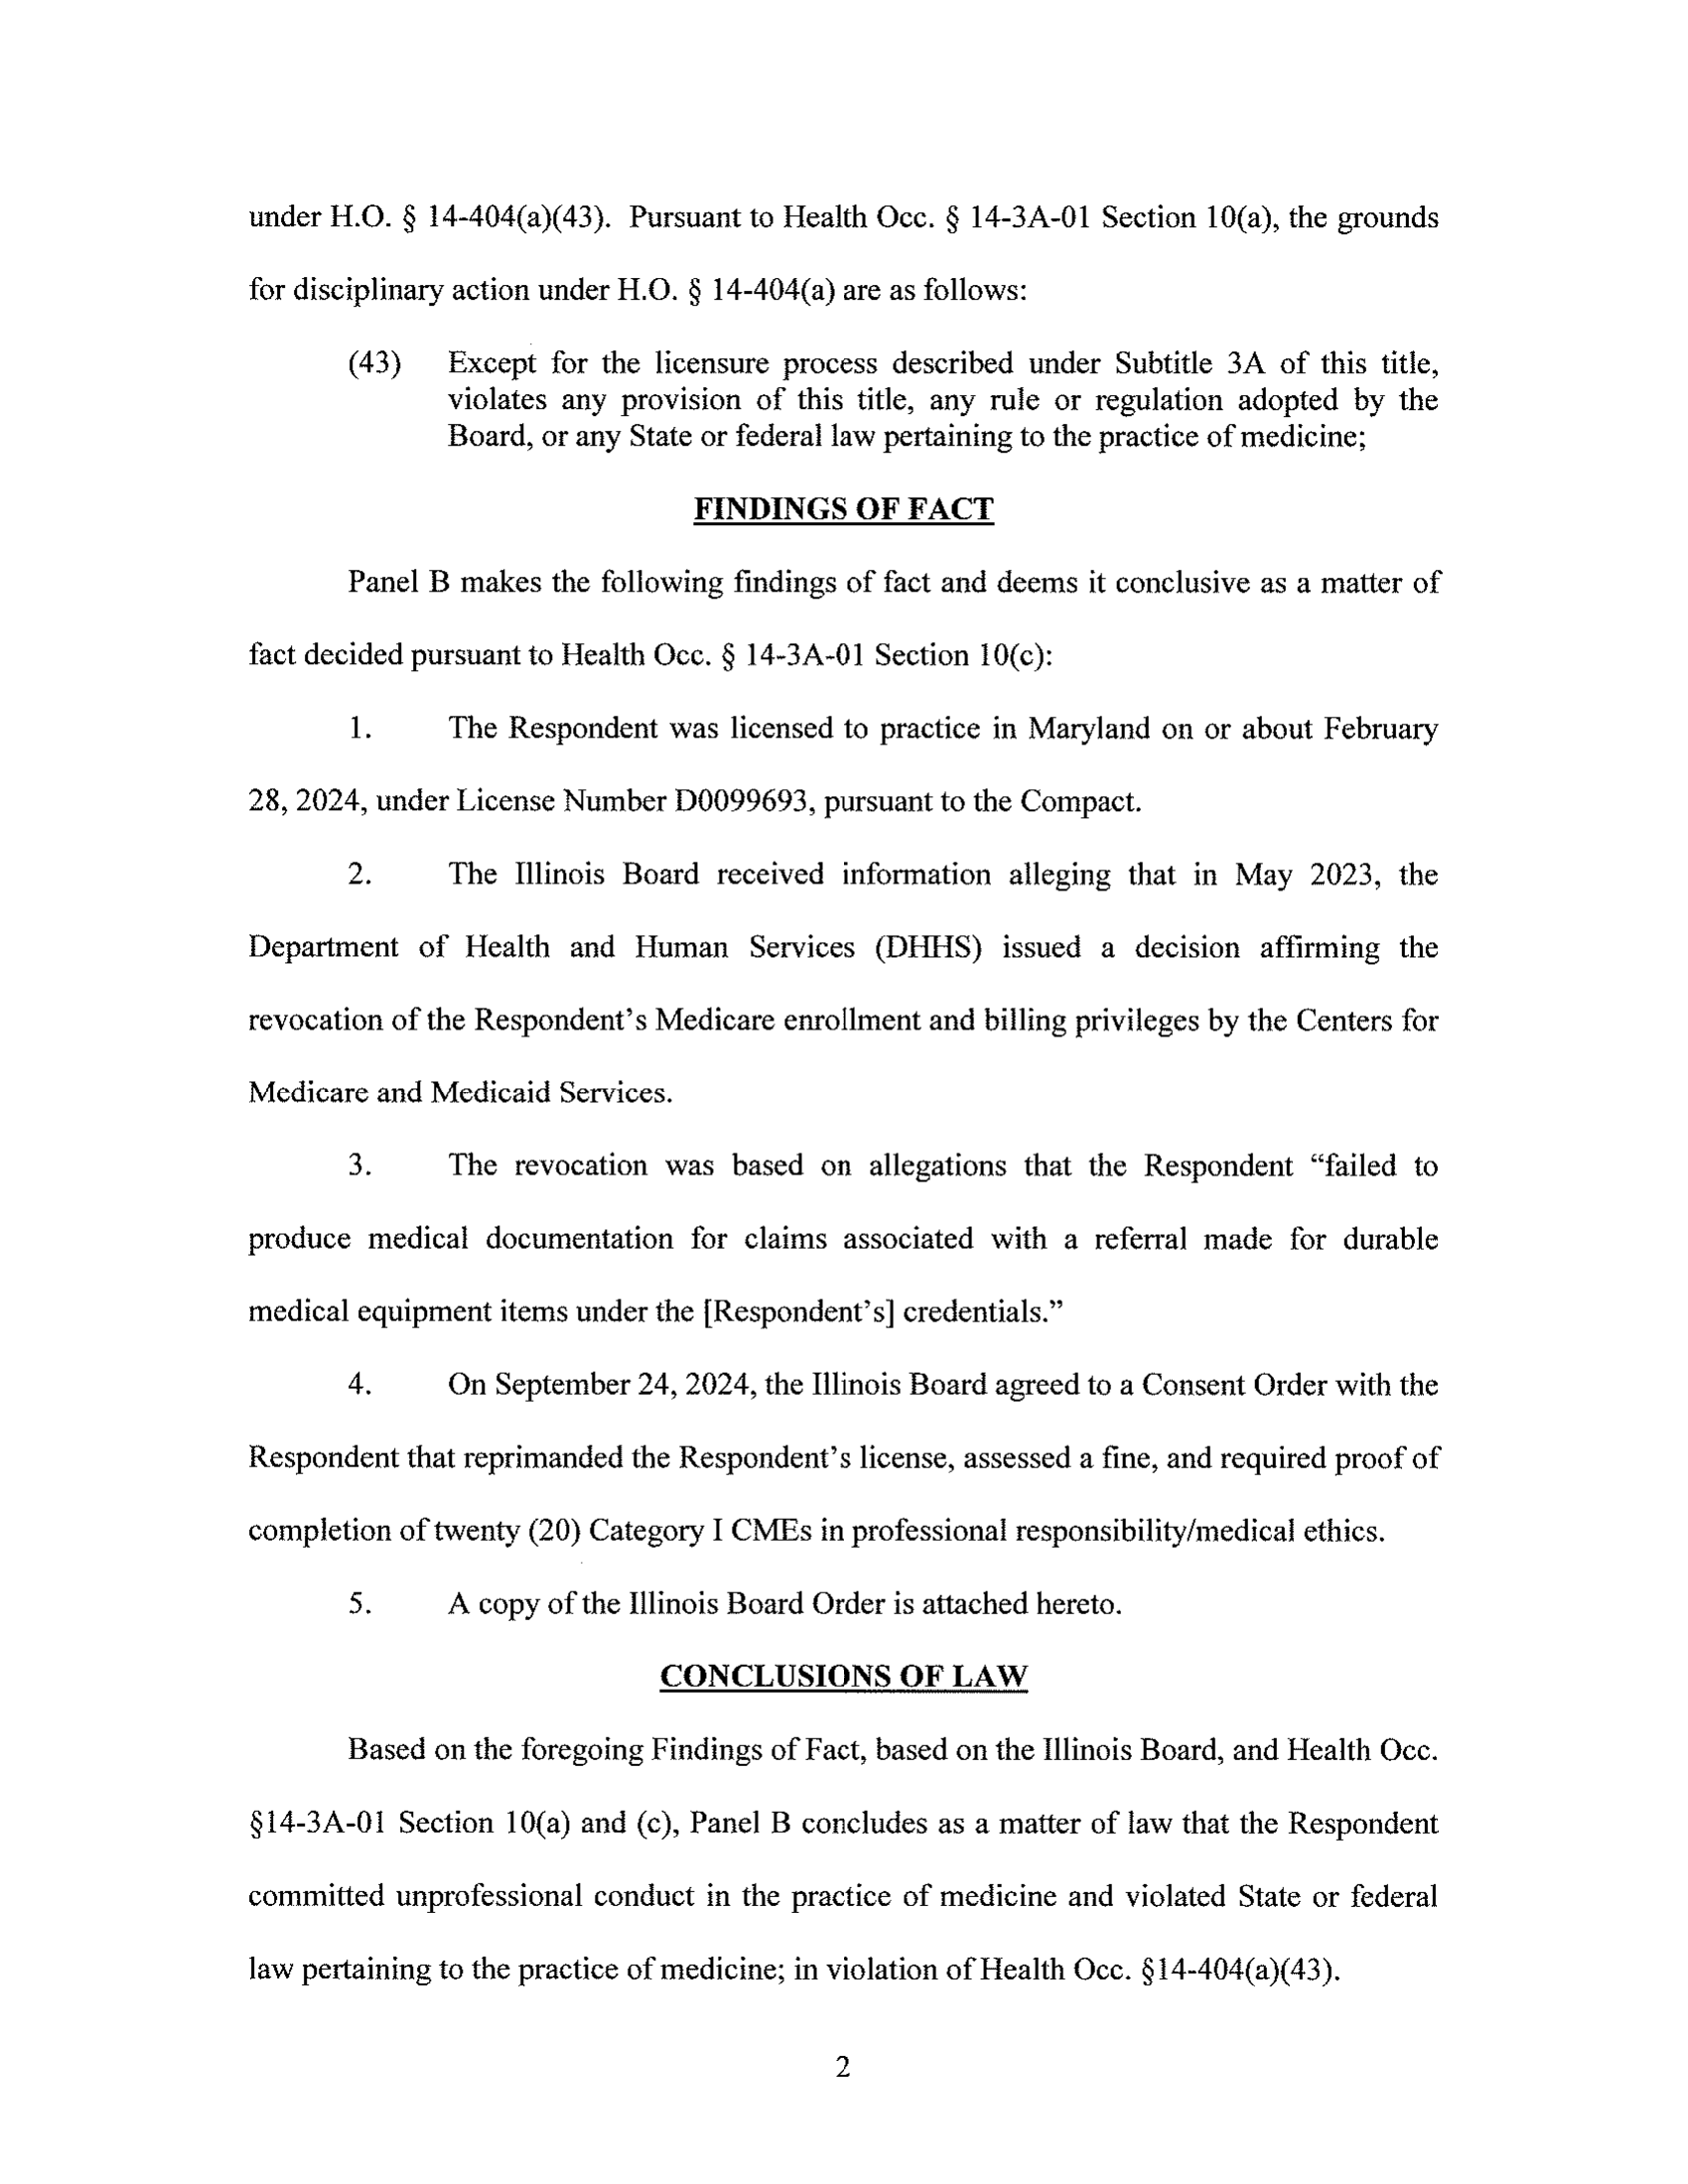 under H.O. § 14-404(a)(43). Pursuant to Health Occ. § 14-3A-01 Section 10(a), the grounds
for disciplinary action under H.O. § 14-404(a) are as follows:
(43) Except for the licensure process described under Subtitle 3A of this title,
violates any provision of this title, any rule or regulation adopted by the
Board, or any State or federal law pertaining to the practice of medicine;
FINDINGS OF FACT
Panel B makes the following findings of fact and deems it conclusive as a matter of
fact decided pursuant to Health Occ. § 14-3A-01 Section 10(c):
1. The Respondent was licensed to practice in Maryland on or about February
28, 2024, under License Number D0099693, pursuant to the Compact.
2. The Illinois Board received information alleging that in May 2023, the
Department of Health and Human Services (DHHS) issued a decision affirming the
revocation of the Respondent’s Medicare enrollment and billing privileges by the Centers for
Medicare and Medicaid Services.
3. The revocation was based on allegations that the Respondent “failed to
produce medical documentation for claims associated with a referral made for durable
medical equipment items under the [Respondent’s] credentials.”
4. On September 24, 2024, the Illinois Board agreed to a Consent Order with the
Respondent that reprimanded the Respondent’s license, assessed a fine, and required proof of
completion of twenty (20) Category I CMEs in professional responsibility/medical ethics.
5. A copy of the Illinois Board Order is attached hereto.
CONCLUSIONS OF LAW
Based on the foregoing Findings of Fact, based on the Illinois Board, and Health Occ.
§14-3A-01 Section 10(a) and (c), Panel B concludes as a matter of law that the Respondent
committed unprofessional conduct in the practice of medicine and violated State or federal
law pertaining to the practice of medicine; in violation of Health Occ. §14-404(a)(43).
2